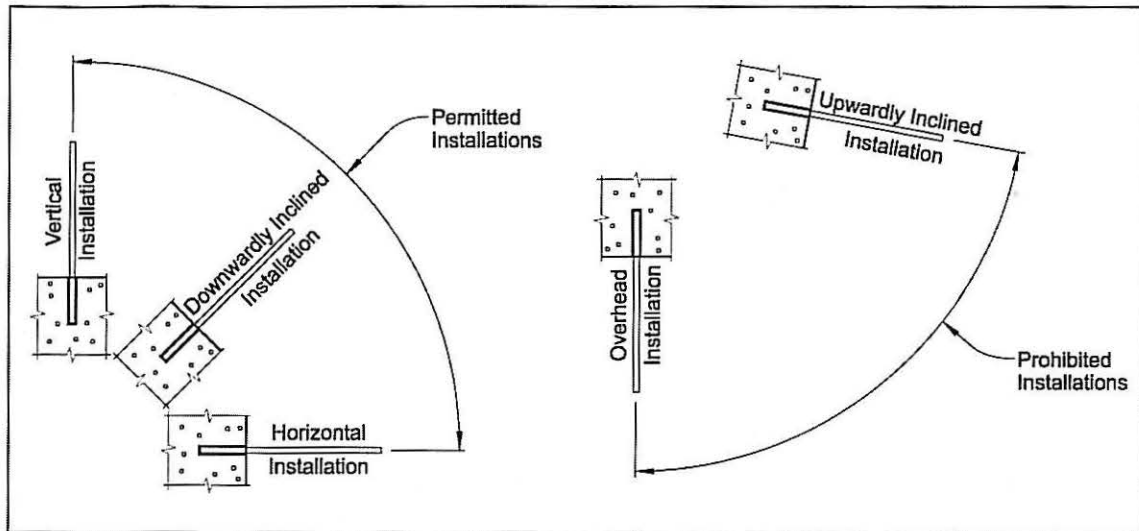 Permitted
Installations
Vertical
Installation
Downwardly Inclined
Installation
Horizontal
Installation
Upwardly Inclined
Installation
Overhead
Installation
Prohibited
Installations